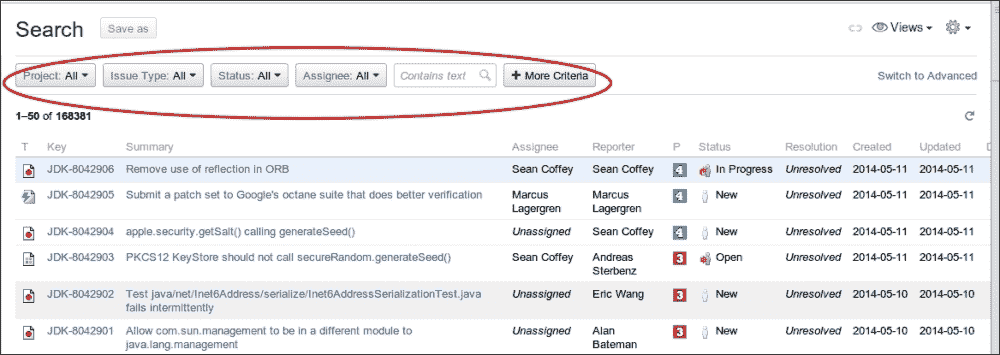 Search Save as Views
Project: All Issue Type: All Status: All Assignee: All Contains text + More Criteria Switch to Advanced
1–50 of 168381
T Key Summary Assignee Reporter P Status Resolution Created Updated D
JDK-8042906 Remove use of reflection in ORB Sean Coffey Sean Coffey 4 In Progress Unresolved 2014-05-11 2014-05-11
JDK-8042905 Submit a patch set to Google's octane suite that does better verification Marcus Marcus 4 New Unresolved 2014-05-11 2014-05-11
Lagergren Lagergren
JDK-8042904 apple.security.getSalt() calling generateSeed() Unassigned Sean Coffey 4 New Unresolved 2014-05-11 2014-05-11
JDK-8042903 PKCS12 KeyStore should not call secureRandom.generateSeed() Sean Coffey Andreas 3 Open Unresolved 2014-05-11 2014-05-11
Sterbenz
JDK-8042902 Test java/net/Inet6Address/serialize/Inet6AddressSerializationTest.java Unassigned Eric Wang 3 New Unresolved 2014-05-10 2014-05-10
fails intermittently
JDK-8042901 Allow com.sun.management to be in a different module to Unassigned Alan 3 New Unresolved 2014-05-10 2014-05-10
java.lang.management Bateman